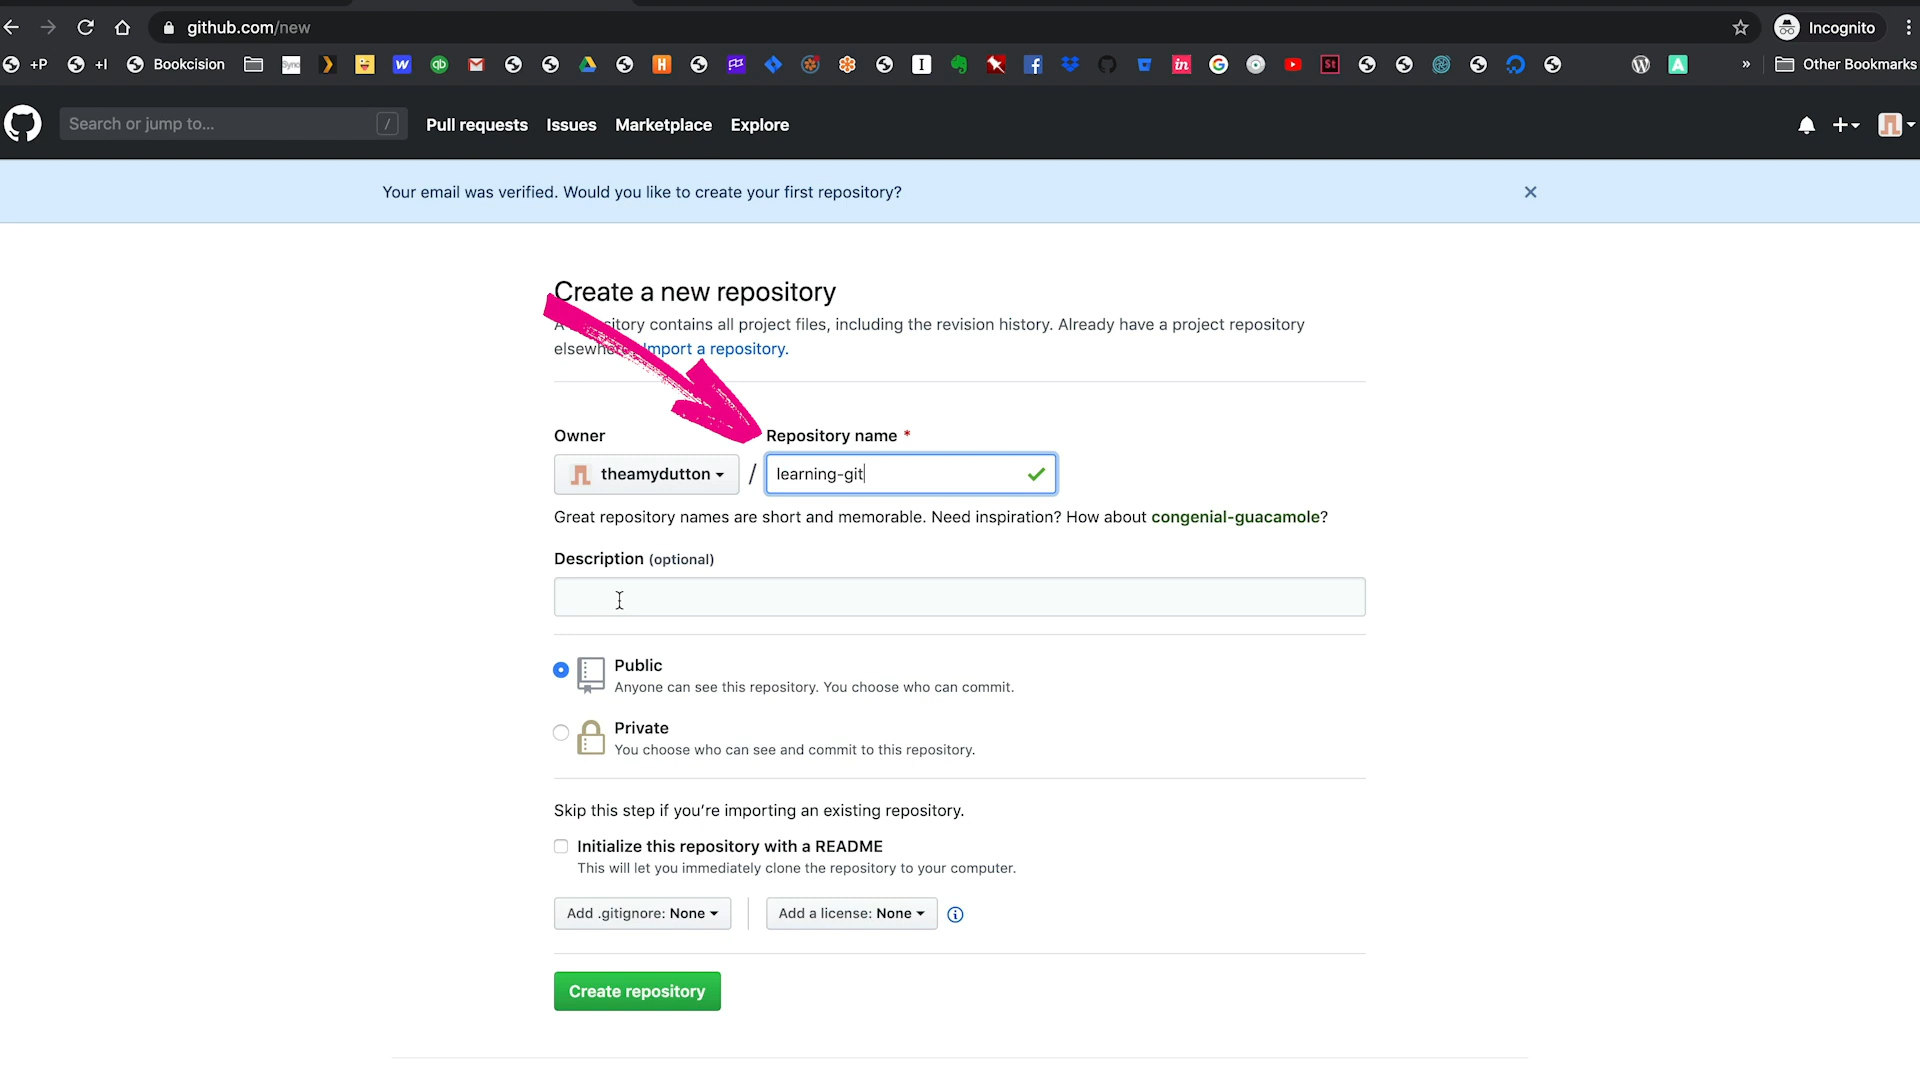 github.com/new
Incognito
+P
+I
Bookcision
Other Bookmarks
Search or jump to...
/
Pull requests
Issues
Marketplace
Explore
Your email was verified. Would you like to create your first repository?
Create a new repository
A repository contains all project files, including the revision history. Already have a project repository
elsewhere? Import a repository.
Owner
Repository name *
theamydutton
/
learning-git
Great repository names are short and memorable. Need inspiration? How about congenial-guacamole?
Description (optional)
Public
Anyone can see this repository. You choose who can commit.
Private
You choose who can see and commit to this repository.
Skip this step if you're importing an existing repository.
Initialize this repository with a README
This will let you immediately clone the repository to your computer.
Add .gitignore: None
Add a license: None
Create repository